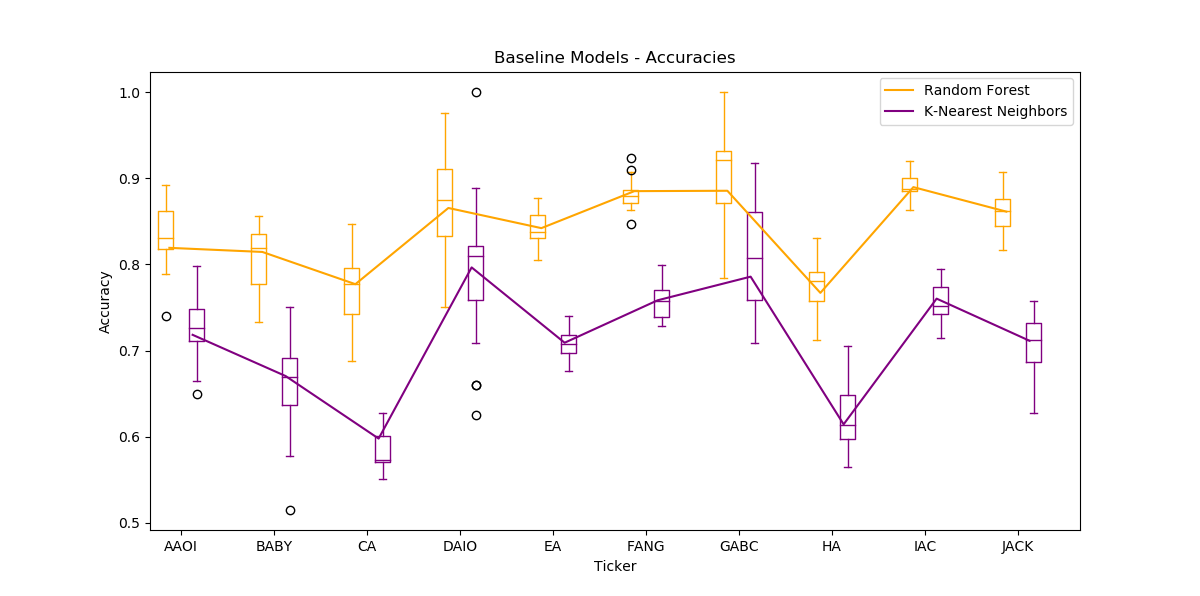 Baseline Models - Accuracies
Random Forest
K-Nearest Neighbors
1.0
0.9
0.8
0.7
0.6
0.5
Accuracy
AAOI BABY CA DAIO EA FANG GABC HA IAC JACK
Ticker